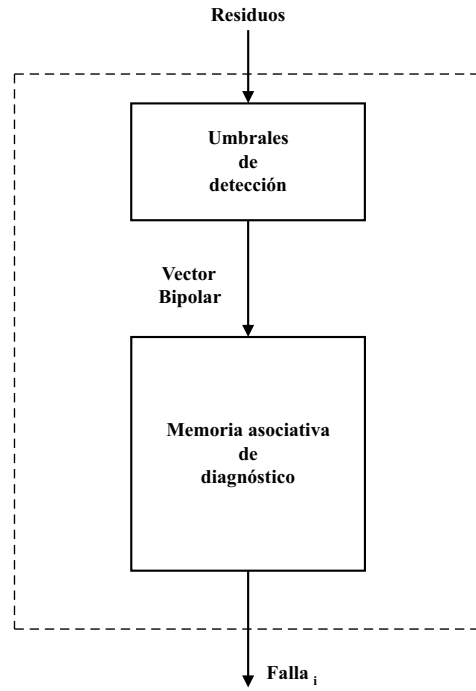 Residuos
Umbrales
de
detección
Vector
Bipolar
Memoria asociativa
de
diagnóstico
Falla i